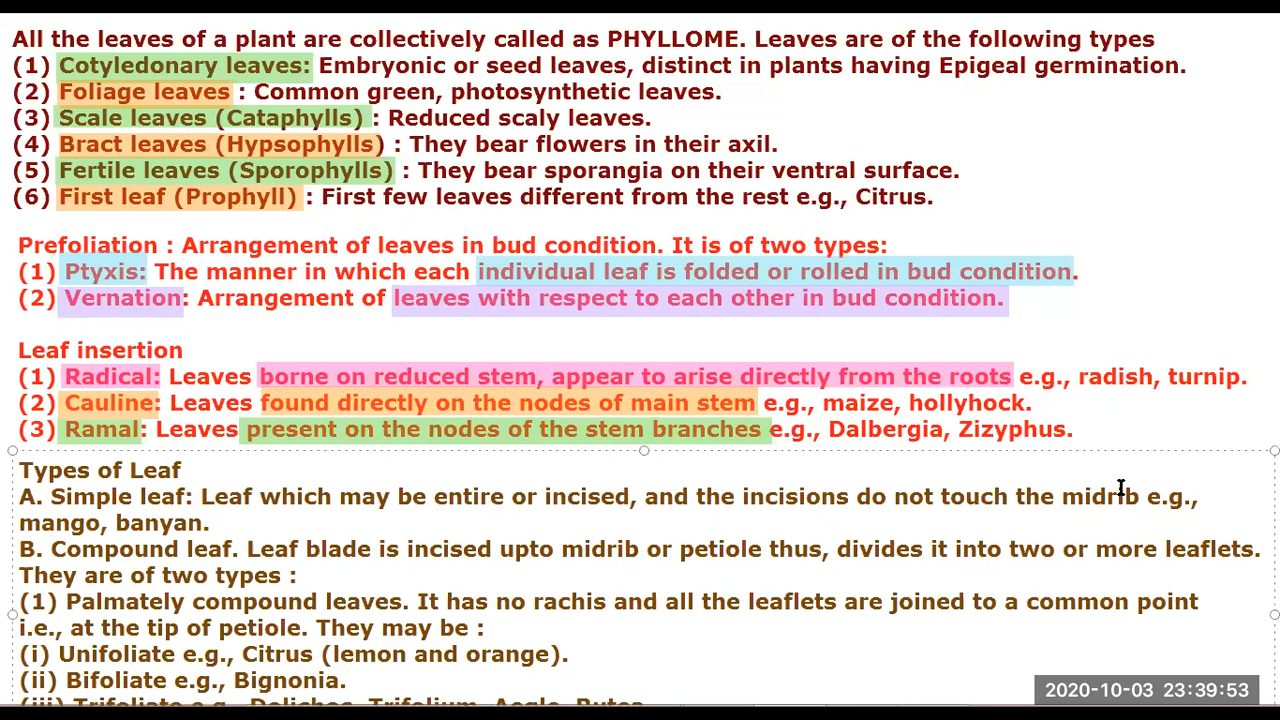 All the leaves of a plant are collectively called as PHYLLOME. Leaves are of the following types
(1) Cotyledonary leaves: Embryonic or seed leaves, distinct in plants having Epigeal germination.
(2) Foliage leaves : Common green, photosynthetic leaves.
(3) Scale leaves (Cataphylls) : Reduced scaly leaves.
(4) Bract leaves (Hypsophylls) : They bear flowers in their axil.
(5) Fertile leaves (Sporophylls) : They bear sporangia on their ventral surface.
(6) First leaf (Prophyll) : First few leaves different from the rest e.g., Citrus.
Prefoliation : Arrangement of leaves in bud condition. It is of two types:
(1) Ptyxis: The manner in which each individual leaf is folded or rolled in bud condition.
(2) Vernation: Arrangement of leaves with respect to each other in bud condition.
Leaf insertion
(1) Radical: Leaves borne on reduced stem, appear to arise directly from the roots e.g., radish, turnip.
(2) Cauline: Leaves found directly on the nodes of main stem e.g., maize, hollyhock.
(3) Ramal: Leaves present on the nodes of the stem branches e.g., Dalbergia, Zizyphus.
Types of Leaf
A. Simple leaf: Leaf which may be entire or incised, and the incisions do not touch the midrib e.g.,
mango, banyan.
B. Compound leaf. Leaf blade is incised upto midrib or petiole thus, divides it into two or more leaflets.
They are of two types :
(1) Palmately compound leaves. It has no rachis and all the leaflets are joined to a common point
i.e., at the tip of petiole. They may be :
(i) Unifoliate e.g., Citrus (lemon and orange).
(ii) Bifoliate e.g., Bignonia.
(iii) Trifoliate e.g., Dolichos, Trifolium, Aegle, Butea.
2020-10-03 23:39:53